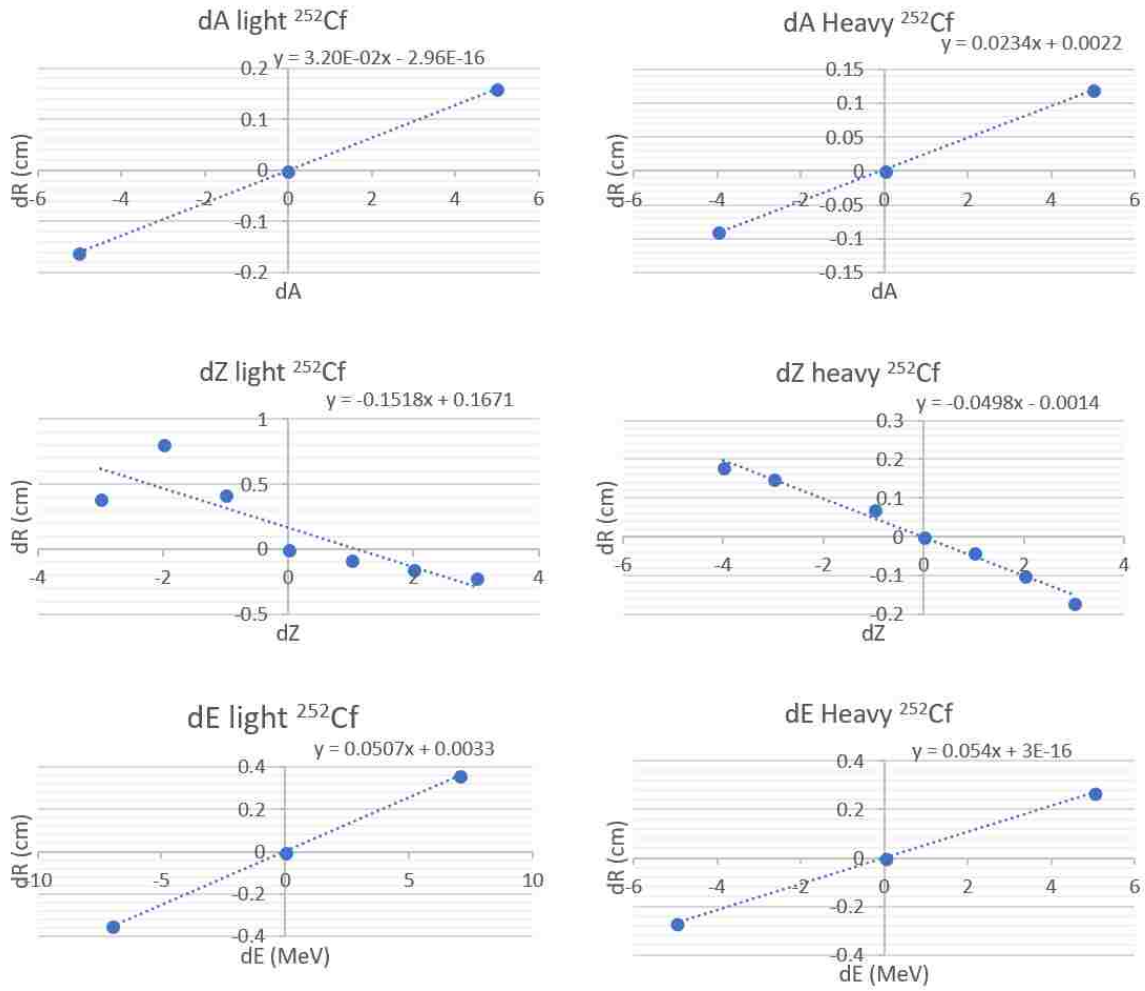 dA light ²⁵²Cf
y = 3.20E-02x - 2.96E-16
0.2
0.1
0
-0.1
-0.2
-6
-4
-2
0
2
4
6
dR (cm)
dA
dA Heavy ²⁵²Cf
y = 0.0234x + 0.0022
0.15
0.1
0.05
0
-0.05
-0.1
-0.15
-6
-4
-2
0
2
4
6
dR (cm)
dA
dZ light ²⁵²Cf
y = -0.1518x + 0.1671
1
0.5
0
-0.5
-4
-2
0
2
4
dR (cm)
dZ
dZ heavy ²⁵²Cf
y = -0.0498x - 0.0014
0.3
0.2
0.1
0
-0.1
-0.2
-6
-4
-2
0
2
4
dR (cm)
dZ
dE light ²⁵²Cf
y = 0.0507x + 0.0033
0.4
0.2
0
-0.2
-0.4
-10
-5
0
5
10
dR (cm)
dE (MeV)
dE Heavy ²⁵²Cf
y = 0.054x + 3E-16
0.4
0.2
0
-0.2
-0.4
-6
-4
-2
0
2
4
6
dR (cm)
dE (MeV)